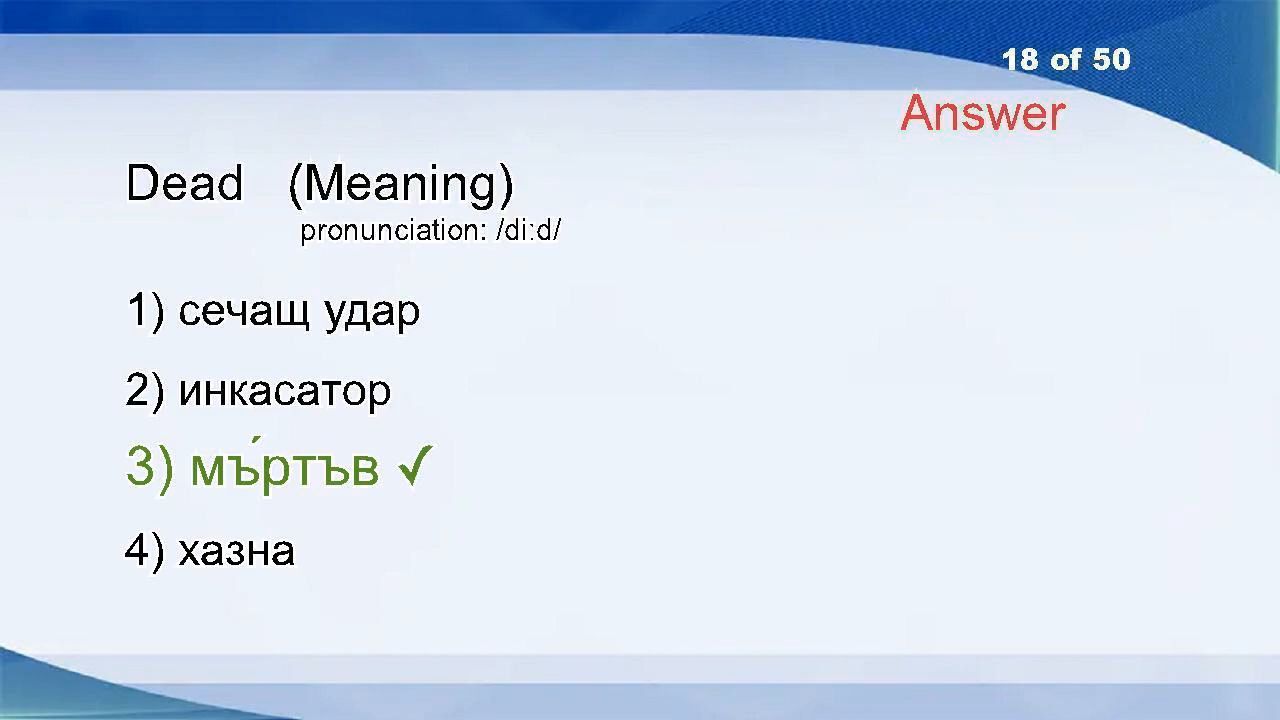 18 of 50
Answer
Dead (Meaning)
pronunciation: /di:d/
1) сечащ удар
2) инкасатор
3) мъ́ртъв ✓
4) хазна